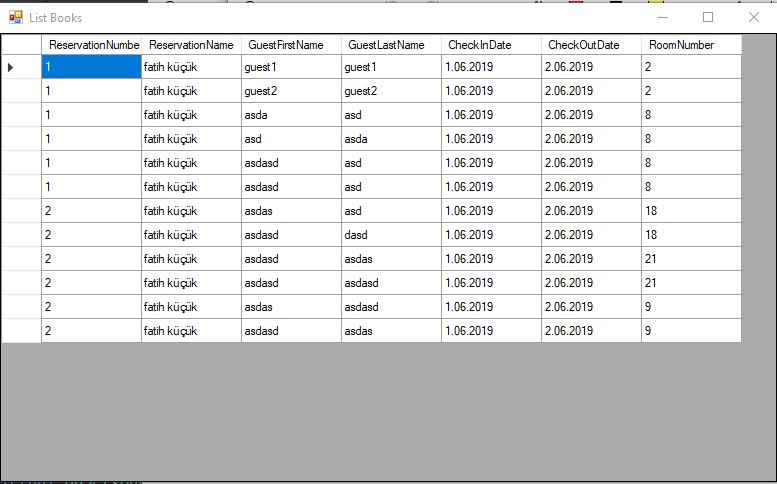 List Books
ReservationNumbe ReservationName GuestFirstName GuestLastName CheckInDate CheckOutDate RoomNumber
1 fatih küçük guest1 guest1 1.06.2019 2.06.2019 2
1 fatih küçük guest2 guest2 1.06.2019 2.06.2019 2
1 fatih küçük asda asd 1.06.2019 2.06.2019 8
1 fatih küçük asd asda 1.06.2019 2.06.2019 8
1 fatih küçük asdasd asd 1.06.2019 2.06.2019 8
1 fatih küçük asdasd asd 1.06.2019 2.06.2019 8
2 fatih küçük asdas asd 1.06.2019 2.06.2019 18
2 fatih küçük asdasd dasd 1.06.2019 2.06.2019 18
2 fatih küçük asdasd asdas 1.06.2019 2.06.2019 21
2 fatih küçük asdasd asdasd 1.06.2019 2.06.2019 21
2 fatih küçük asdas asdasd 1.06.2019 2.06.2019 9
2 fatih küçük asdasd asdas 1.06.2019 2.06.2019 9